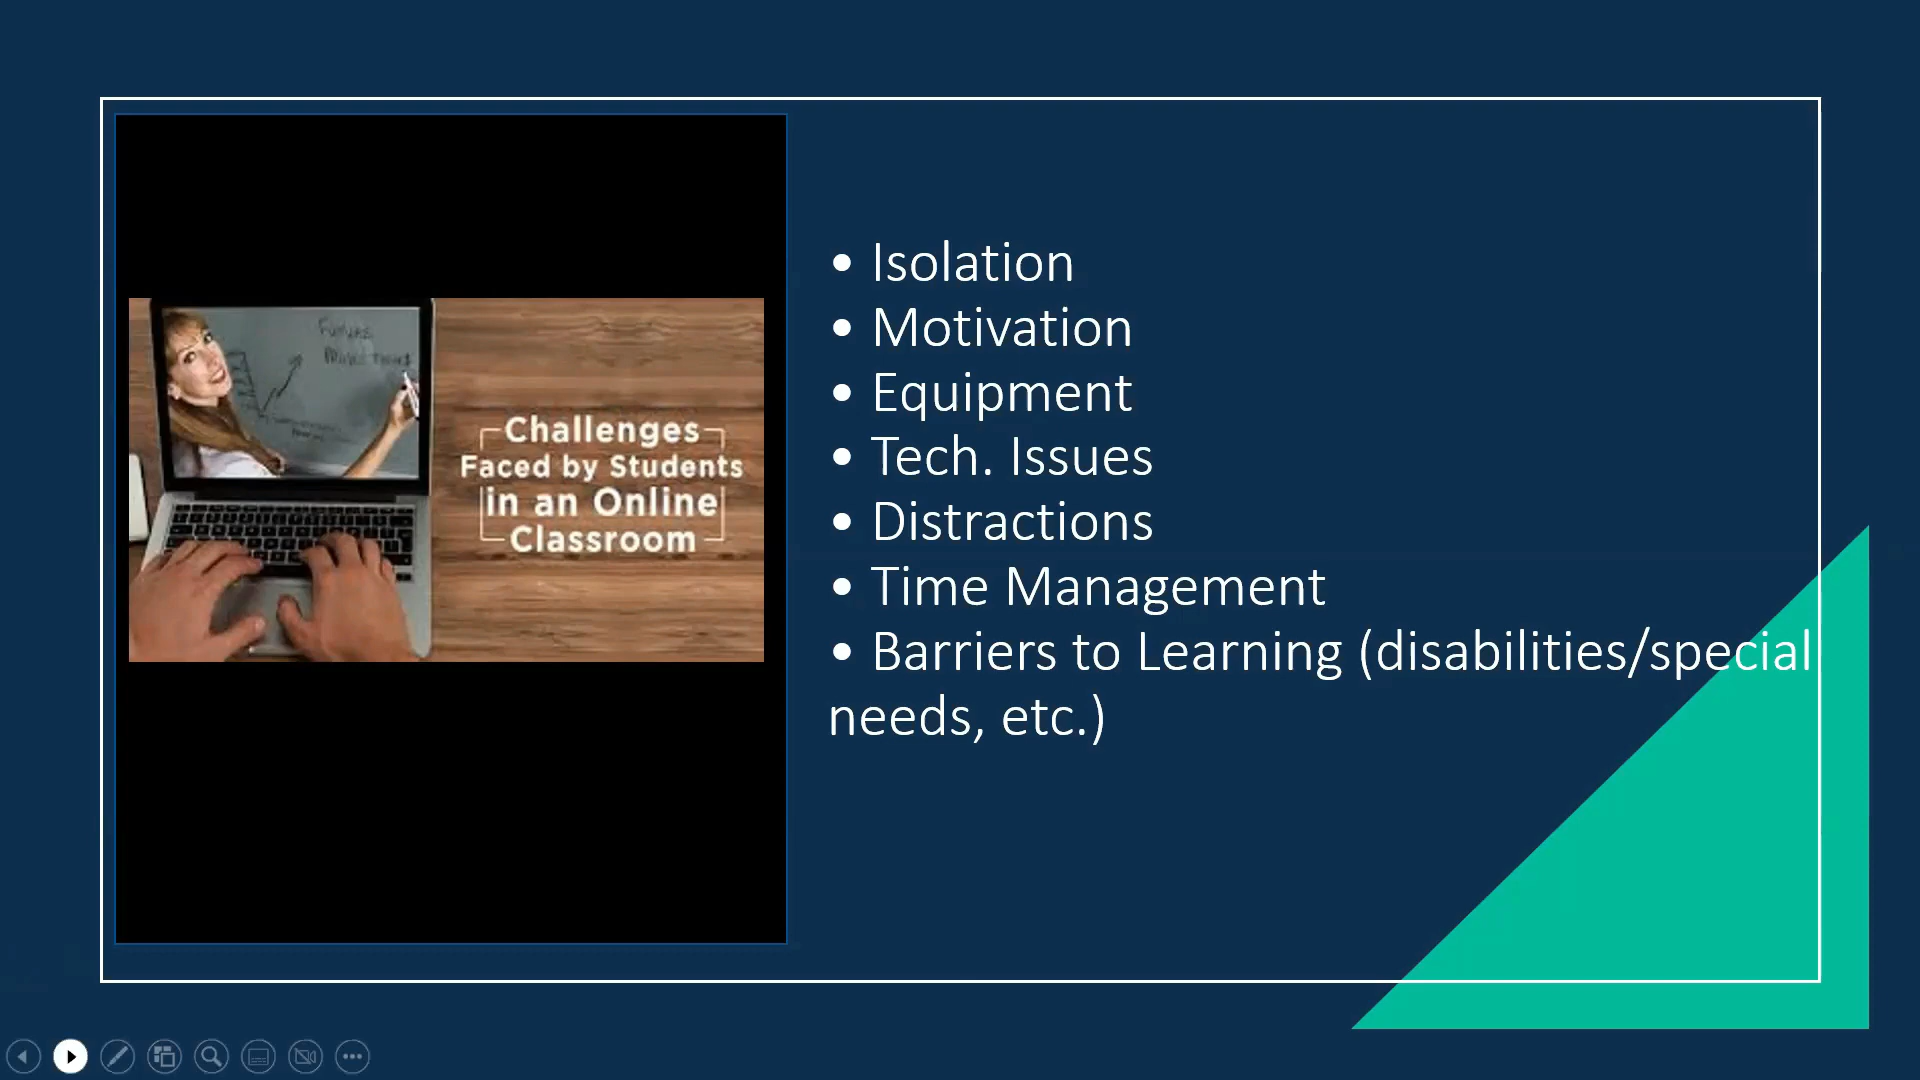 Challenges
Faced by Students
in an Online
Classroom
• Isolation
• Motivation
• Equipment
• Tech. Issues
• Distractions
• Time Management
• Barriers to Learning (disabilities/special
needs, etc.)